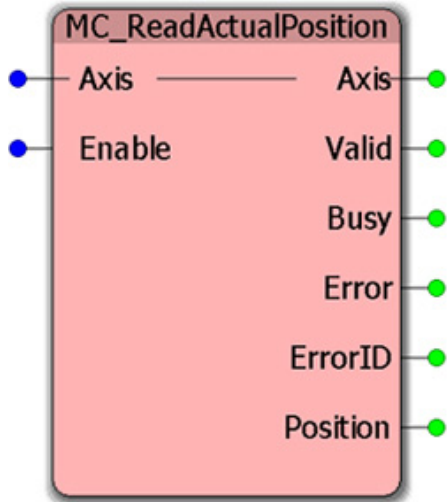 MC_ReadActualPosition
Axis Axis
Enable Valid
Busy
Error
ErrorID
Position